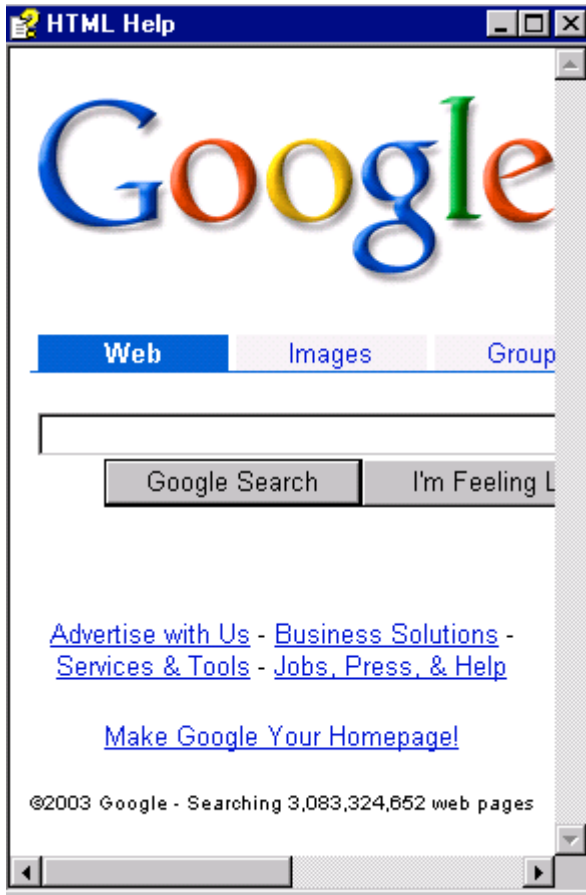 HTML Help
Google
Web Images Group
Google Search I'm Feeling L
Advertise with Us - Business Solutions -
Services & Tools - Jobs, Press, & Help
Make Google Your Homepage!
©2003 Google - Searching 3,083,324,652 web pages